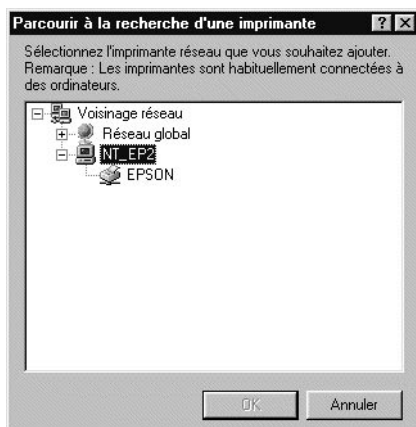 Parcourir à la recherche d'une imprimante
Sélectionnez l'imprimante réseau que vous souhaitez ajouter.
Remarque : Les imprimantes sont habituellement connectées à
des ordinateurs.
Voisinage réseau
Réseau global
NT_EP2
EPSON
OK
Annuler